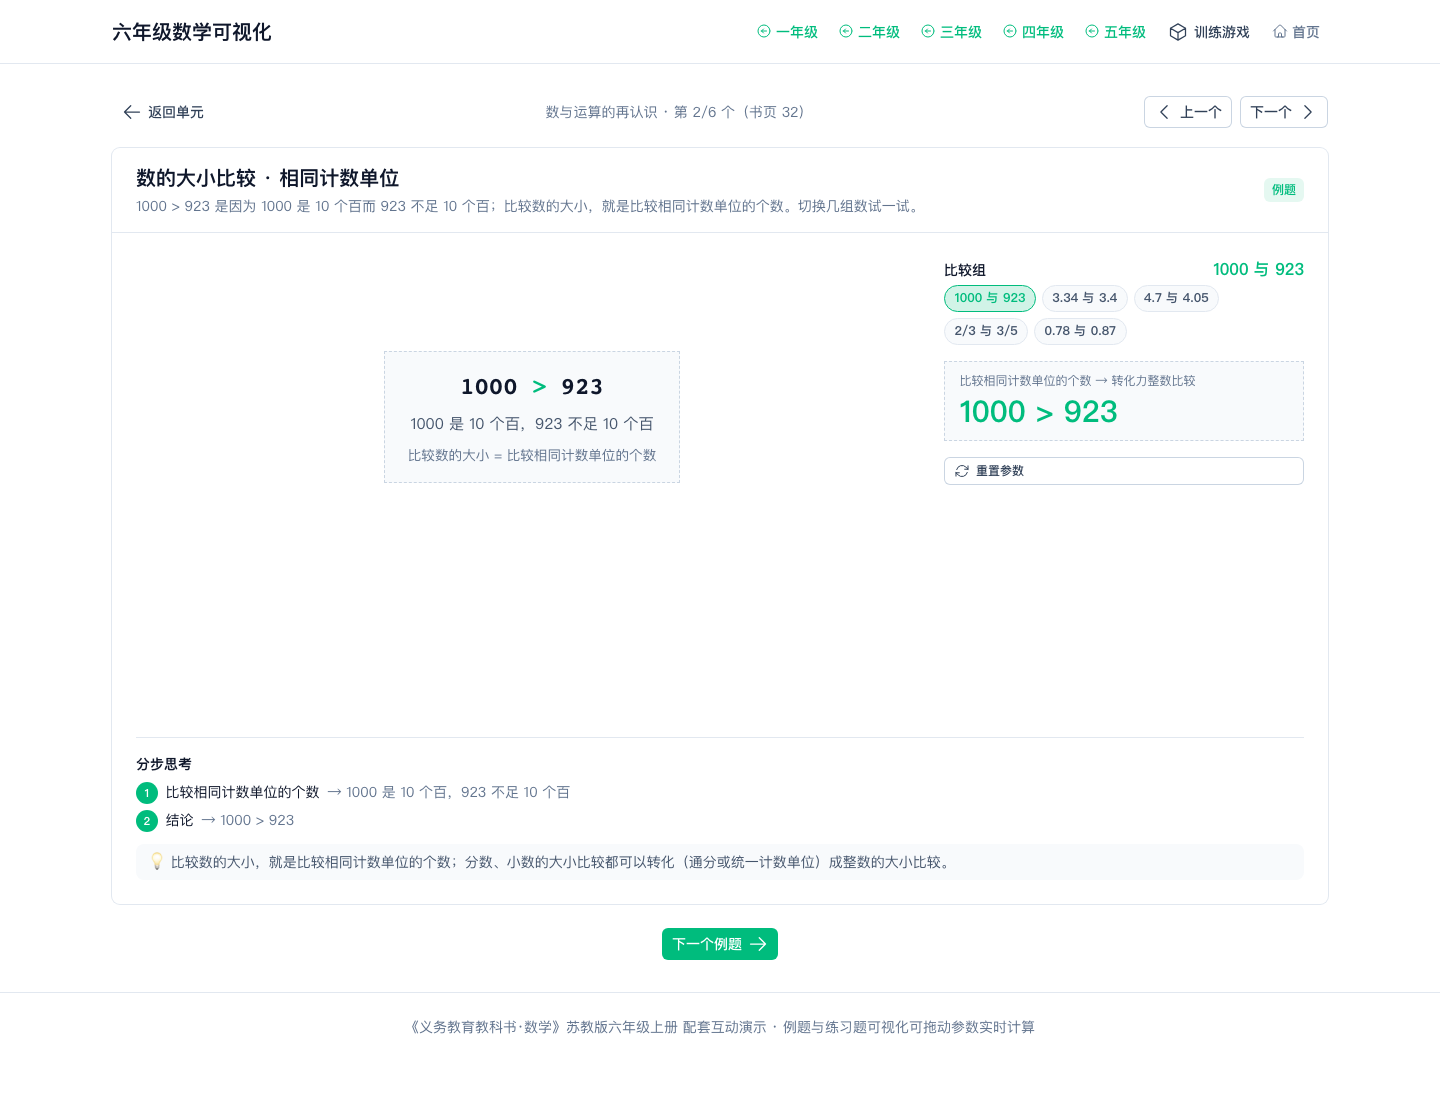 六年级数学可视化
一年级 二年级 三年级 四年级 五年级 训练游戏 首页
返回单元
数与运算的再认识 · 第 2/6 个（书页 32）
上一个 下一个
数的大小比较 · 相同计数单位
1000 > 923 是因为 1000 是 10 个百而 923 不足 10 个百；比较数的大小，就是比较相同计数单位的个数。切换几组数试一试。
例题
1000 > 923
1000 是 10 个百，923 不足 10 个百
比较数的大小 = 比较相同计数单位的个数
比较组 1000 与 923
1000 与 923 3.34 与 3.4 4.7 与 4.05
2/3 与 3/5 0.78 与 0.87
比较相同计数单位的个数 → 转化力整数比较
1000 > 923
重置参数
分步思考
1 比较相同计数单位的个数 → 1000 是 10 个百，923 不足 10 个百
2 结论 → 1000 > 923
💡 比较数的大小，就是比较相同计数单位的个数；分数、小数的大小比较都可以转化（通分或统一计数单位）成整数的大小比较。
下一个例题 →
《义务教育教科书·数学》苏教版六年级上册 配套互动演示 · 例题与练习题可视化可拖动参数实时计算